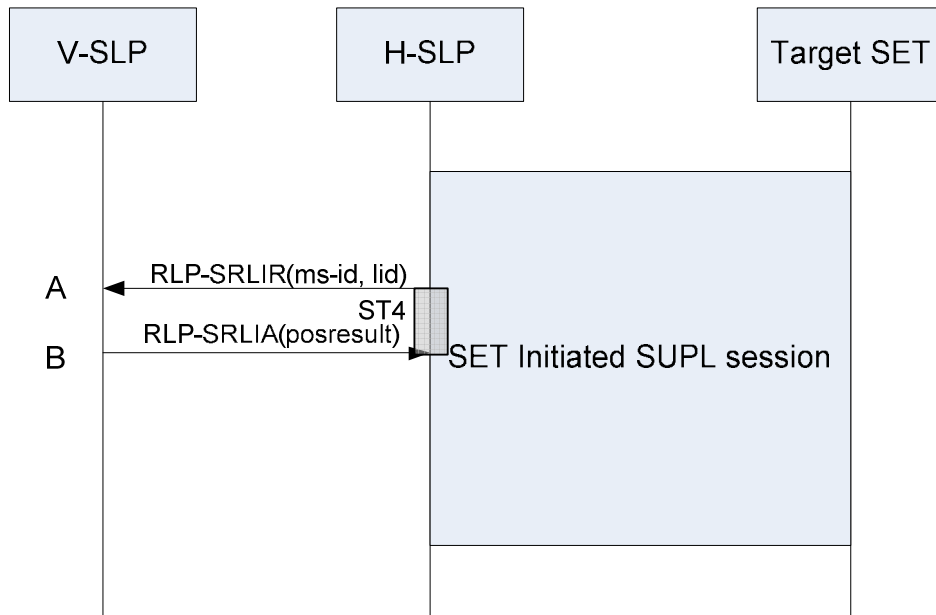 V-SLP
H-SLP
Target SET
A
RLP-SRLIR(ms-id, lid)
ST4
B
RLP-SRLIA(posresult)
SET Initiated SUPL session